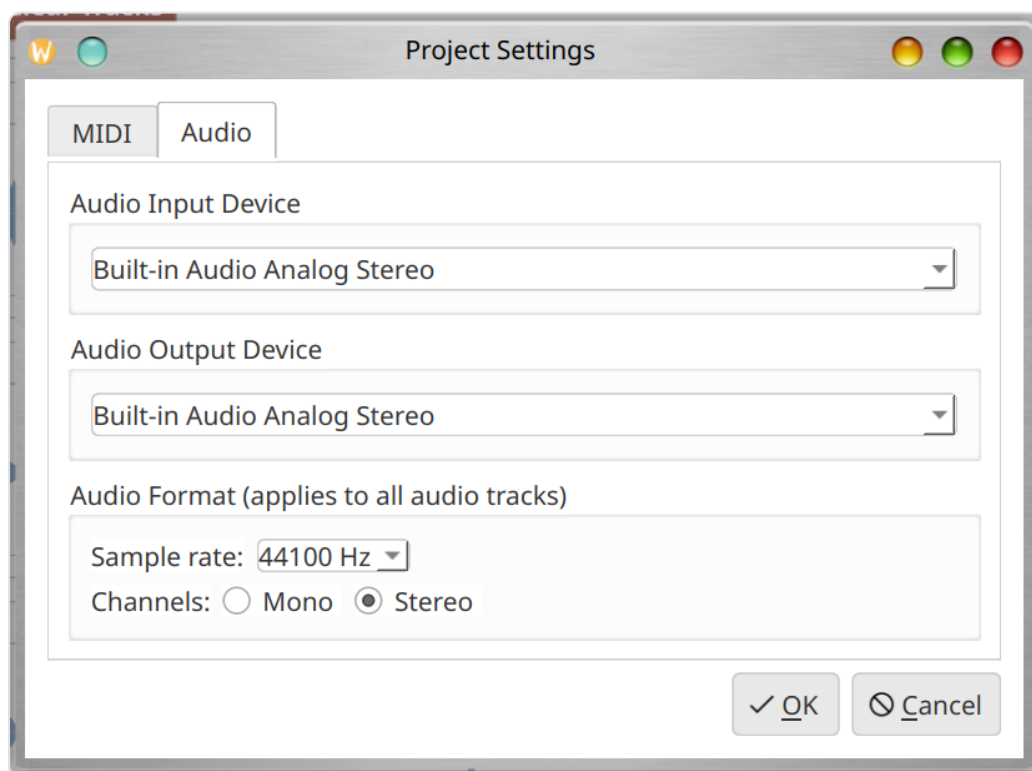 Project Settings
MIDI
Audio
Audio Input Device
Built-in Audio Analog Stereo
Audio Output Device
Built-in Audio Analog Stereo
Audio Format (applies to all audio tracks)
Sample rate: 44100 Hz
Channels: Mono Stereo
OK Cancel